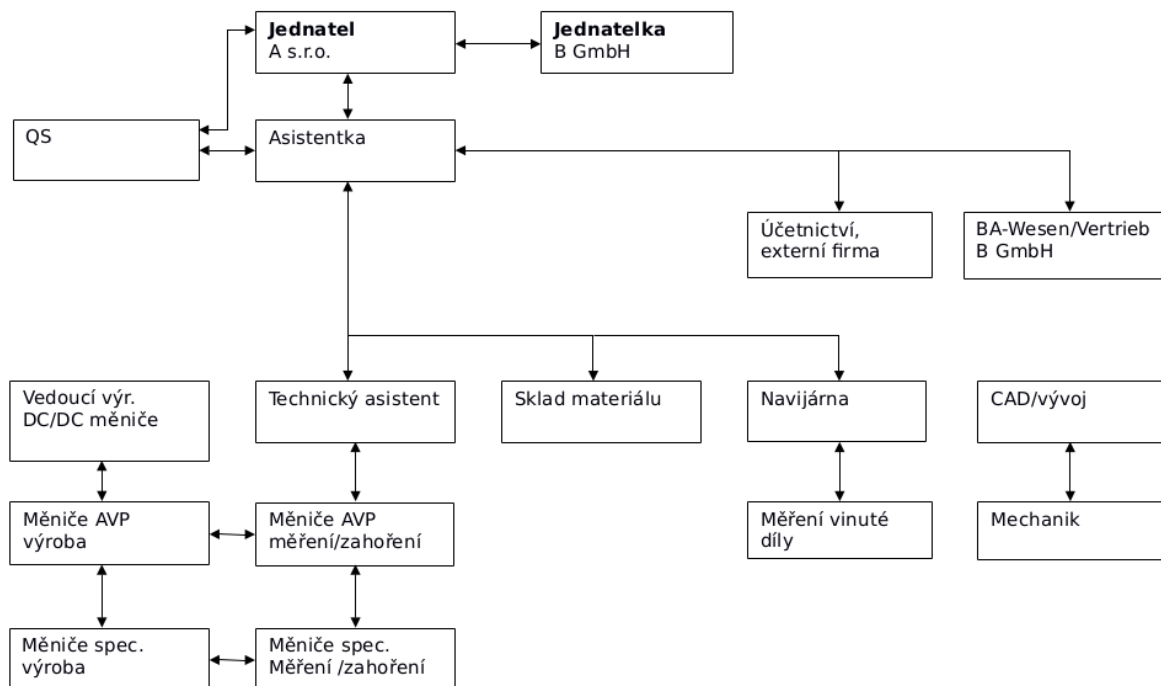 Jednatel
A s.r.o.
Jednatelka
B GmbH
QS
Asistentka
Účetnictví,
externí firma
BA-Wesen/Vertrieb
B GmbH
Vedoucí výr.
DC/DC měniče
Technický asistent
Sklad materiálu
Navijárna
CAD/vývoj
Měniče AVP
výroba
Měniče AVP
měření/zahoření
Měření vinuté
díly
Mechanik
Měniče spec.
výroba
Měniče spec.
Měření /zahoření